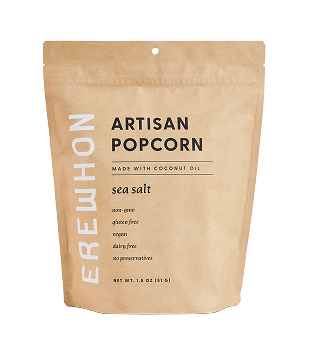 EREWHON
ARTISAN
POPCORN
MADE WITH COCONUT OIL
sea salt
non-gmo
gluten free
vegan
dairy free
no preservatives
NET WT. 1.8 OZ (51 G)